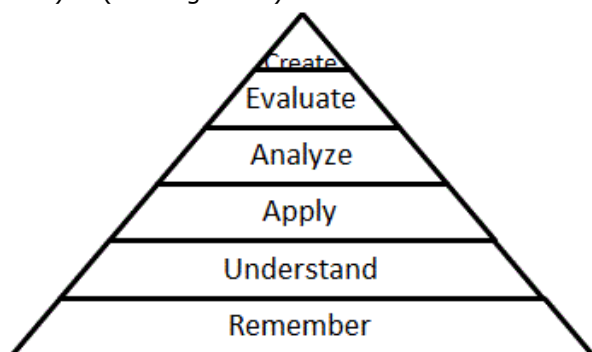 Create
Evaluate
Analyze
Apply
Understand
Remember